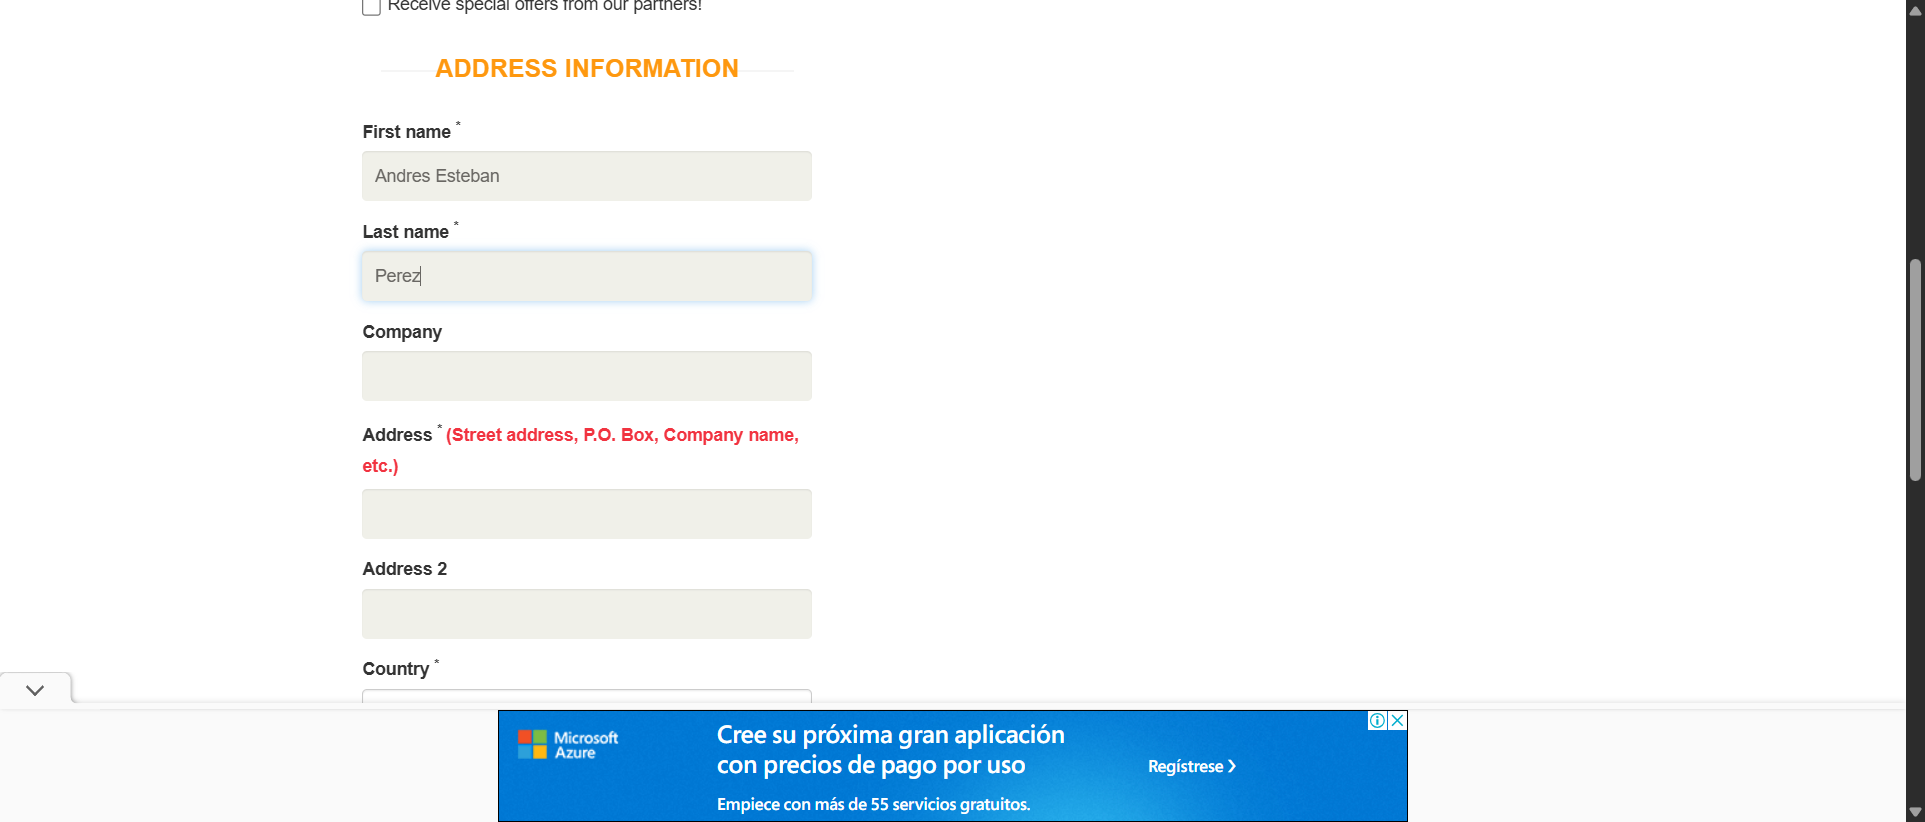 Receive special offers from our partners!
ADDRESS INFORMATION
First name *
Andres Esteban
Last name *
Perez
Company
Address * (Street address, P.O. Box, Company name,
etc.)
Address 2
Country *
Microsoft
Azure
Cree su próxima gran aplicación
con precios de pago por uso
Regístrese
Empiece con más de 55 servicios gratuitos.